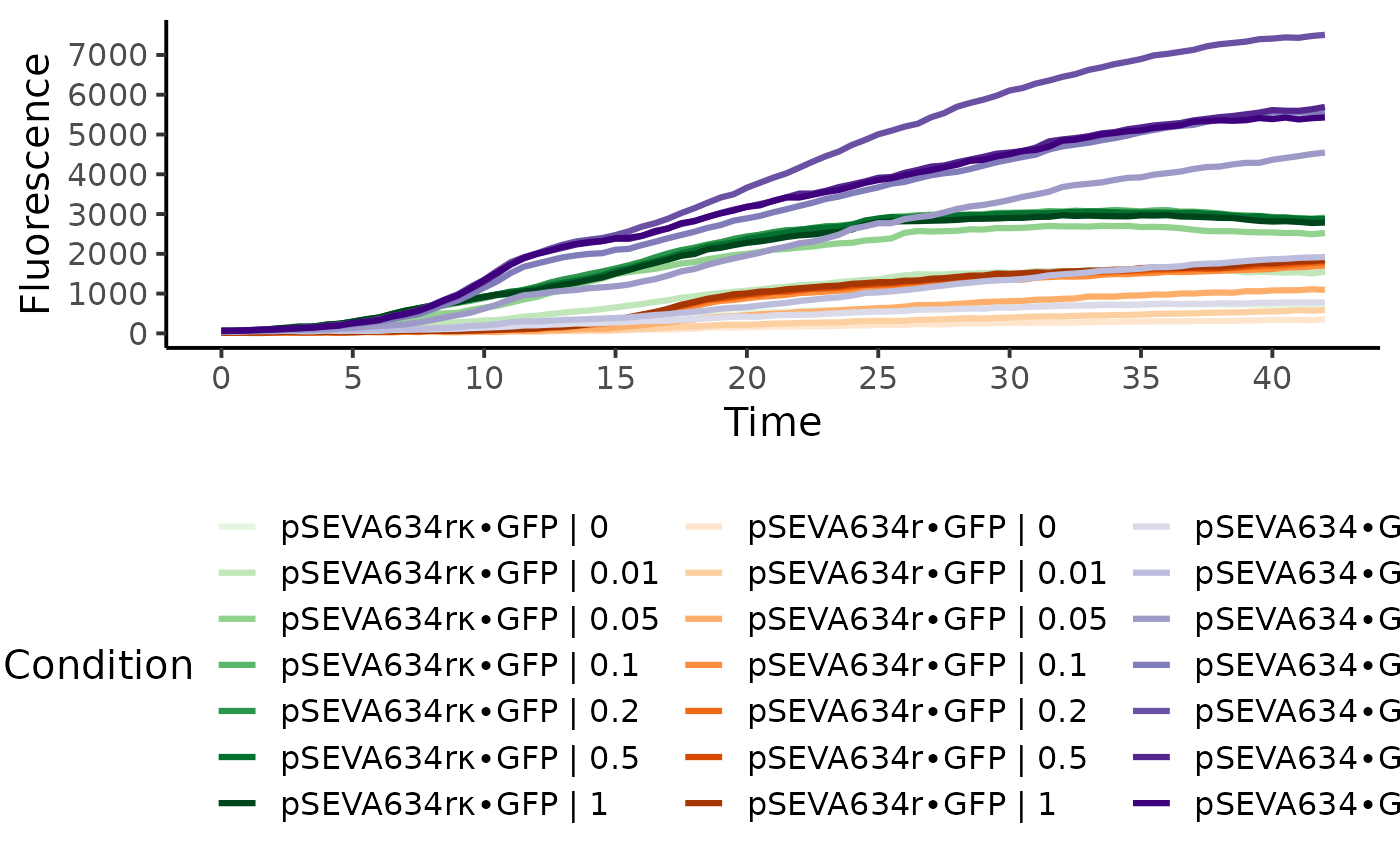 Fluorescence
7000
6000
5000
4000
3000
2000
1000
0
0 5 10 15 20 25 30 35 40
Time
Condition
pSEVA634rκ•GFP | 0
pSEVA634rκ•GFP | 0.01
pSEVA634rκ•GFP | 0.05
pSEVA634rκ•GFP | 0.1
pSEVA634rκ•GFP | 0.2
pSEVA634rκ•GFP | 0.5
pSEVA634rκ•GFP | 1
pSEVA634r•GFP | 0
pSEVA634r•GFP | 0.01
pSEVA634r•GFP | 0.05
pSEVA634r•GFP | 0.1
pSEVA634r•GFP | 0.2
pSEVA634r•GFP | 0.5
pSEVA634r•GFP | 1
pSEVA634•G
pSEVA634•G
pSEVA634•G
pSEVA634•G
pSEVA634•G
pSEVA634•G
pSEVA634•G